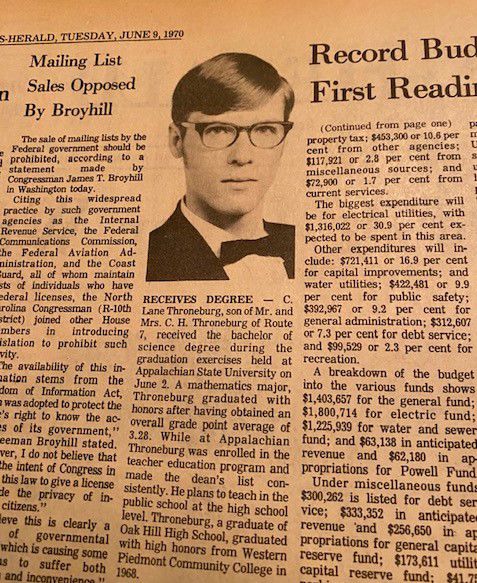 S-HERALD, TUESDAY, JUNE 9, 1970
Mailing List
Sales Opposed
By Broyhill
The sale of mailing lists by the
Federal government should be
prohibited, according to a
statement made by
Congressman James T. Broyhill
in Washington today.
Citing this widespread
practice by such government
agencies as the Internal
Revenue Service, the Federal
Communications Commission,
the Federal Aviation Ad-
ministration, and the Coast
Guard, all of whom maintain
sts of individuals who have
ederal licenses, the North
rolina Congressman (R-10th
strict) joined other House
mbers in introducing
islation to prohibit such
vity.
The availability of this in-
mation stems from the
dom of Information Act,
was adopted to protect the
's right to know the ac-
es of its government,"
eeman Broyhill stated.
ver, I do not believe that
the intent of Congress in
this law to give a license
de the privacy of in-
citizens."
eve this is clearly a
of governmental
which is causing some
s to suffer both
and inconvenience"
RECEIVES DEGREE — C.
Lane Throneburg, son of Mr. and
Mrs. C. H. Throneburg of Route
7, received the bachelor of
science degree during the
graduation exercises held at
Appalachian State University on
June 2. A mathematics major,
Throneburg graduated with
honors after having obtained an
overall grade point average of
3.28. While at Appalachian
Throneburg was enrolled in the
teacher education program and
made the dean's list con-
sistently. He plans to teach in the
public school at the high school
level. Throneburg, a graduate of
Oak Hill High School, graduated
with high honors from Western
Piedmont Community College in
1968.
Record Bud
First Readi
(Continued from page one)
property tax; $453,300 or 10.6 per
cent from other agencies;
$117,921 or 2.8 per cent from
miscellaneous sources; and
$72,900 or 1.7 per cent from
current services.
The biggest expenditure will
be for electrical utilities, with
$1,316,022 or 30.9 per cent ex-
pected to be spent in this area.
Other expenditures will in-
clude: $721,411 or 16.9 per cent
for capital improvements; and
water utilities; $422,481 or 9.9
per cent for public safety;
$392,967 or 9.2 per cent for
general administration; $312,607
or 7.3 per cent for debt service;
and $99,529 or 2.3 per cent for
recreation.
A breakdown of the budget
into the various funds shows
$1,403,657 for the general fund;
$1,800,714 for electric fund;
$1,225,939 for water and sewer
fund; and $63,138 in anticipated
revenue and $62,180 in ap-
propriations for Powell Fund
Under miscellaneous funds
$300,262 is listed for debt ser
vice; $333,352 in anticipate
revenue and $256,650 in ap
propriations for general capita
reserve fund; $173,611 utilit
capital reserve fund; $41,75